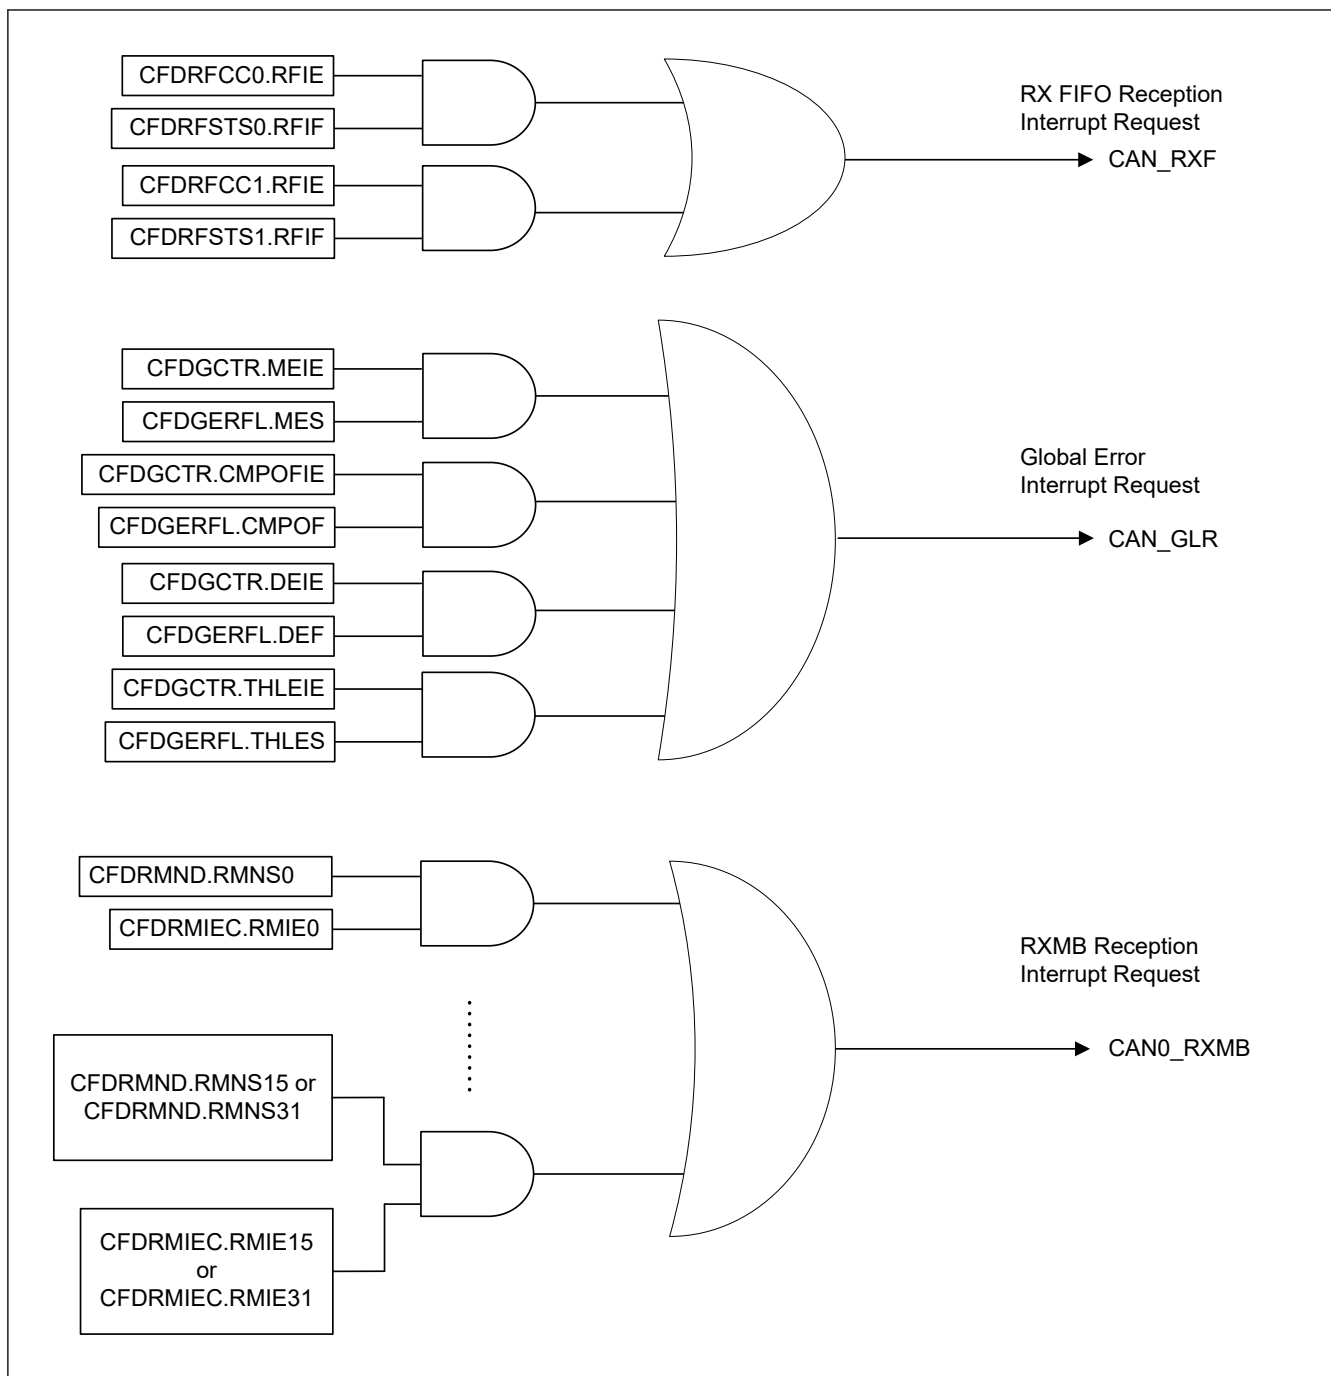 CFDRFCC0.RFIE
CFDRFSTS0.RFIF
CFDRFCC1.RFIE
CFDRFSTS1.RFIF
RX FIFO Reception
Interrupt Request
CAN_RXF
CFDGCTR.MEIE
CFDGERFL.MES
CFDGCTR.CMPOFIE
CFDGERFL.CMPOF
CFDGCTR.DEIE
CFDGERFL.DEF
CFDGCTR.THLEIE
CFDGERFL.THLES
Global Error
Interrupt Request
CAN_GLR
CFDRMND.RMNS0
CFDRMIEC.RMIE0
CFDRMND.RMNS15 or
CFDRMND.RMNS31
CFDRMIEC.RMIE15
or
CFDRMIEC.RMIE31
RXMB Reception
Interrupt Request
CAN0_RXMB